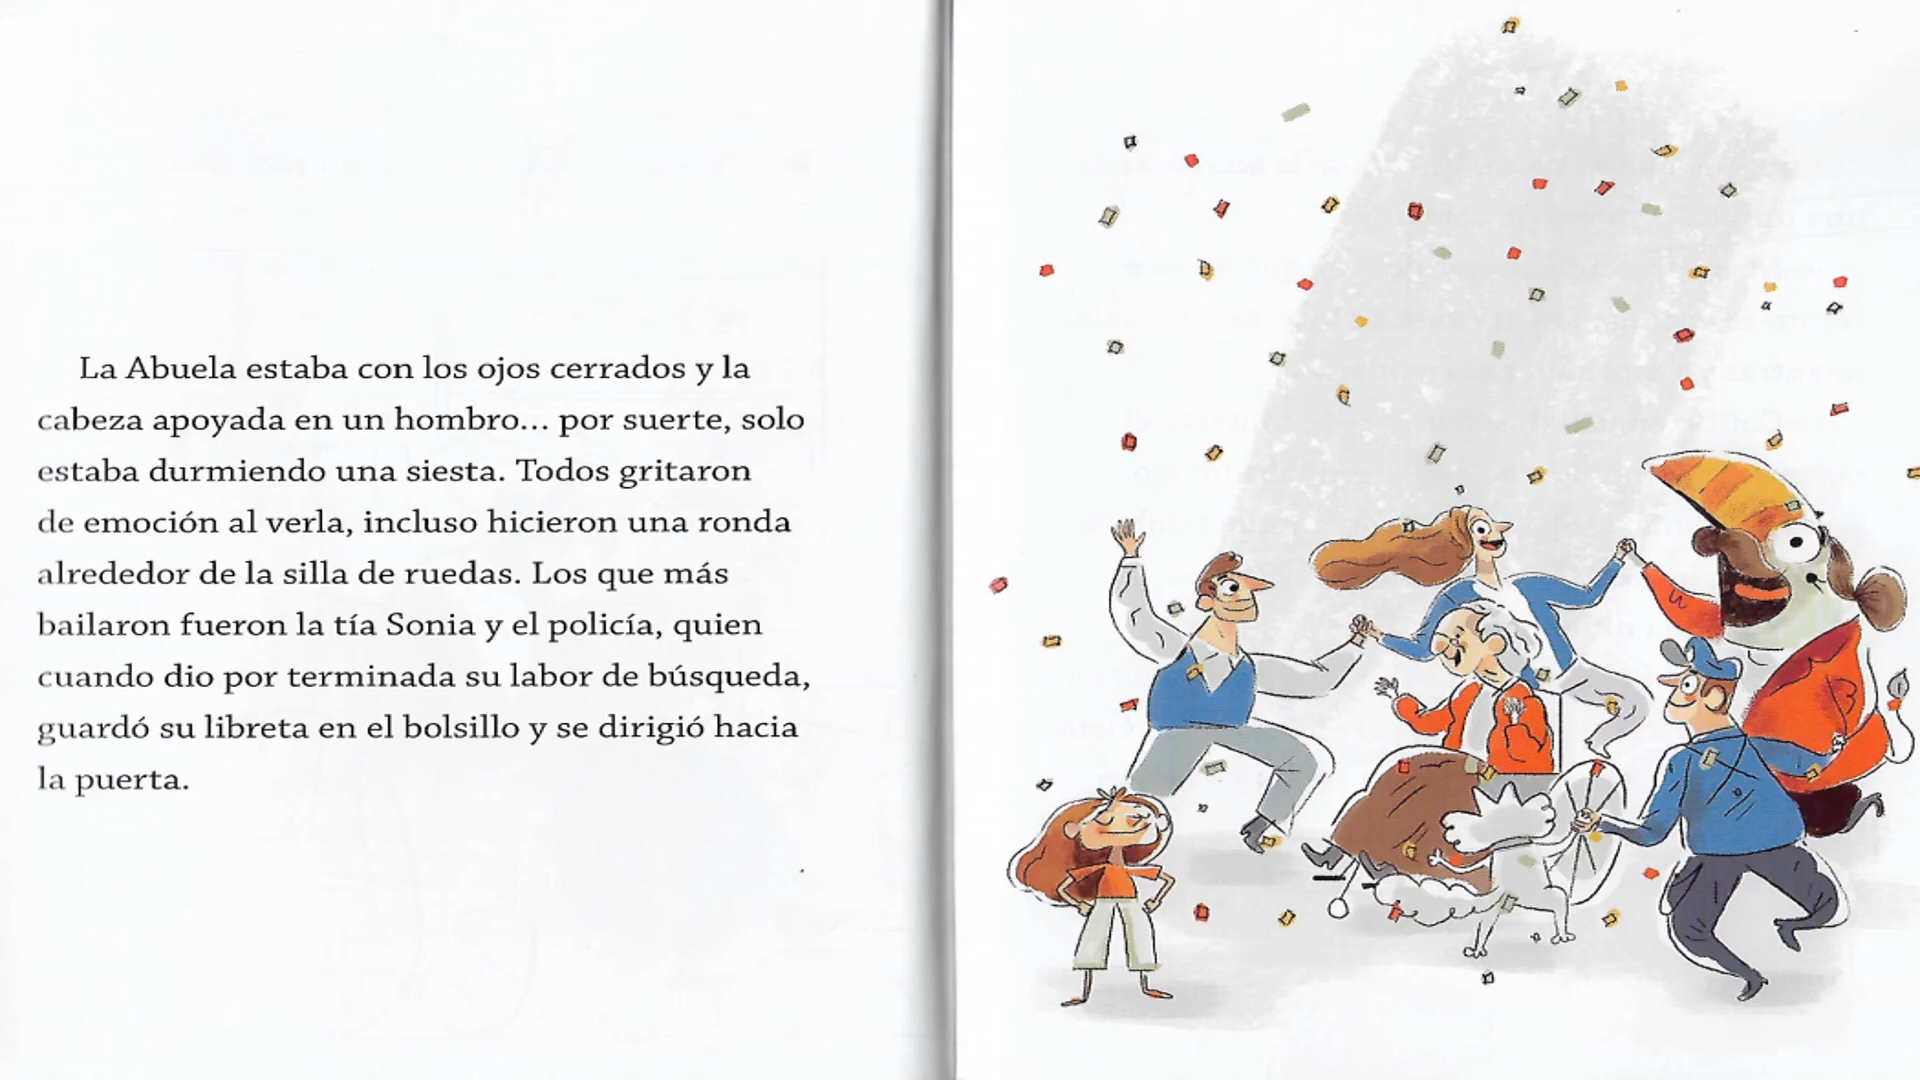 La Abuela estaba con los ojos cerrados y la
cabeza apoyada en un hombro... por suerte, solo
estaba durmiendo una siesta. Todos gritaron
de emoción al verla, incluso hicieron una ronda
alrededor de la silla de ruedas. Los que más
bailaron fueron la tía Sonia y el policía, quien
cuando dio por terminada su labor de búsqueda,
guardó su libreta en el bolsillo y se dirigió hacia
la puerta.